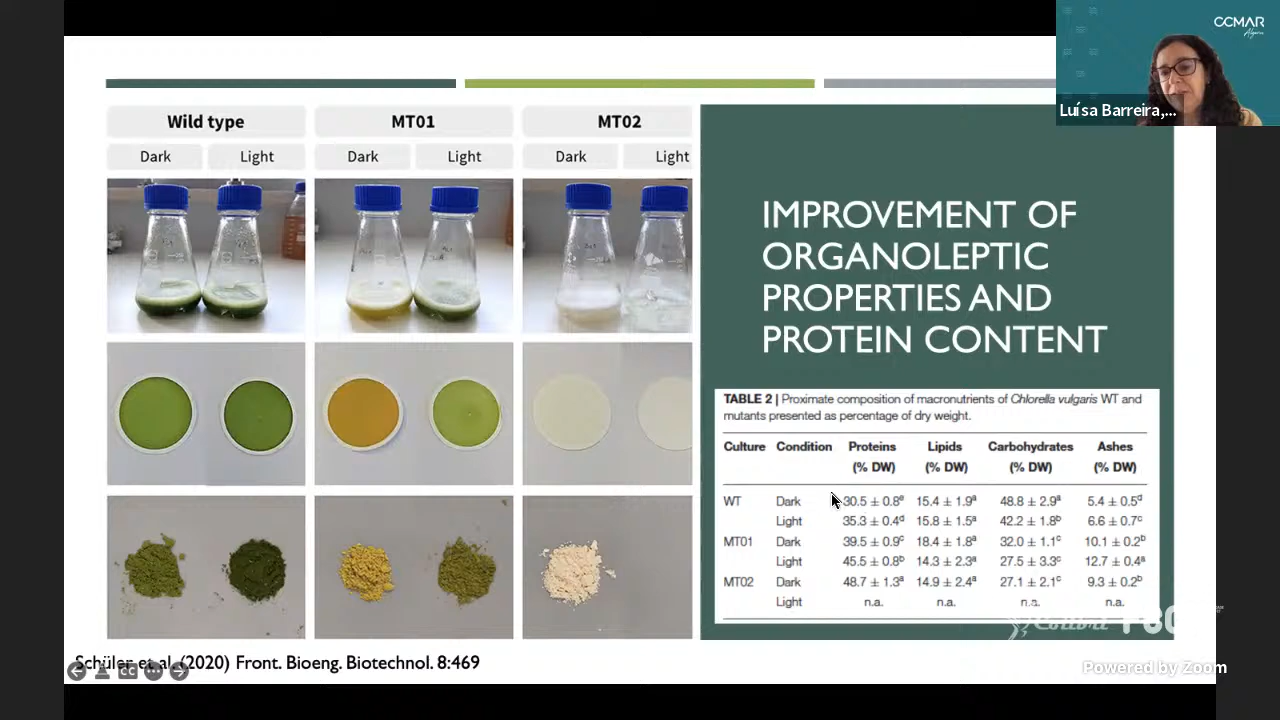 CCMAR
Algarve
Luísa Barreira,...
Wild type
MT01
MT02
Dark
Light
Dark
Light
Dark
Light
IMPROVEMENT OF
ORGANOLEPTIC
PROPERTIES AND
PROTEIN CONTENT
TABLE 2 | Proximate composition of macronutrients of Chlorella vulgaris WT and
mutants presented as percentage of dry weight.
Culture Condition Proteins Lipids Carbohydrates Ashes
(% DW) (% DW) (% DW) (% DW)
WT Dark 30.5 ± 0.8ᵉ 15.4 ± 1.9ᵃ 48.8 ± 2.9ᵃ 5.4 ± 0.5ᵈ
Light 35.3 ± 0.4ᵈ 15.8 ± 1.5ᵃ 42.2 ± 1.8ᵇ 6.6 ± 0.7ᶜ
MT01 Dark 39.5 ± 0.9ᶜ 18.4 ± 1.8ᵃ 32.0 ± 1.1ᶜ 10.1 ± 0.2ᵇ
Light 45.5 ± 0.8ᵇ 14.3 ± 2.3ᵃ 27.5 ± 3.3ᶜ 12.7 ± 0.4ᵃ
MT02 Dark 48.7 ± 1.3ᵃ 14.9 ± 2.4ᵃ 27.1 ± 2.1ᶜ 9.3 ± 0.2ᵇ
Light n.a. n.a. n.a. n.a.
Schüler et al. (2020) Front. Bioeng. Biotechnol. 8:469
CC
Powered by Zoom